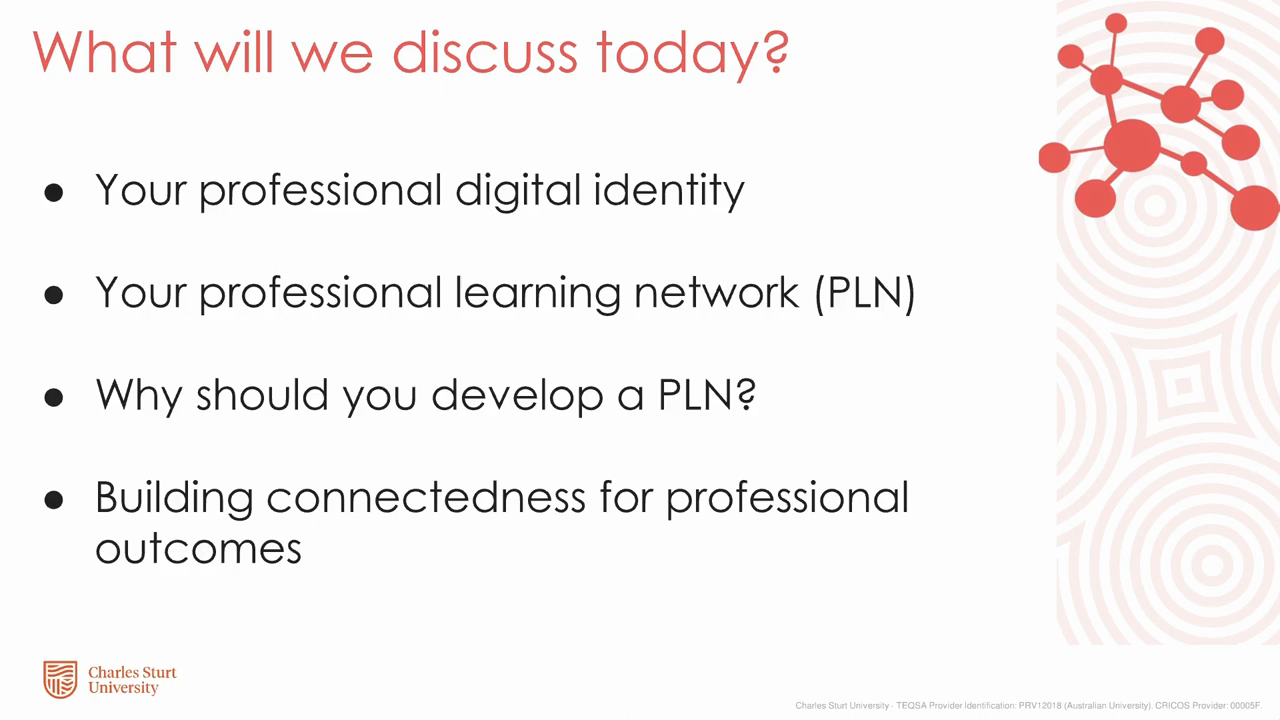 What will we discuss today?
● Your professional digital identity
● Your professional learning network (PLN)
● Why should you develop a PLN?
● Building connectedness for professional
outcomes
Charles Sturt
University
Charles Sturt University - TEQSA Provider Identification: PRV12018 (Australian University). CRICOS Provider: 00005F.